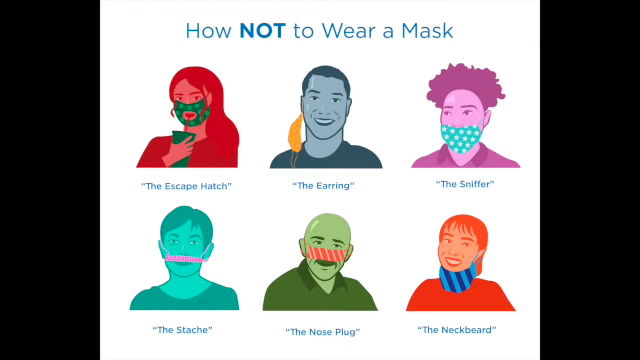 How NOT to Wear a Mask
“The Escape Hatch”
“The Earring”
“The Sniffer”
“The Stache”
“The Nose Plug”
“The Neckbeard”